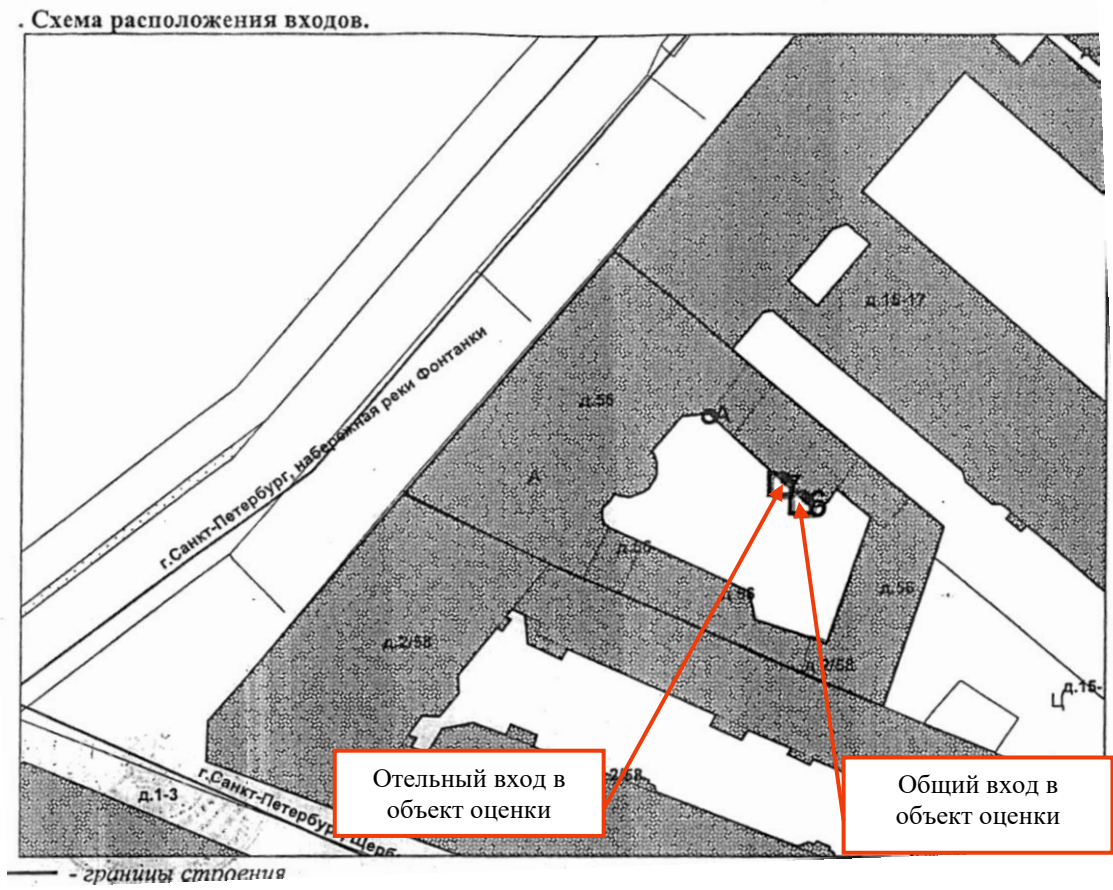 . Схема расположения входов.
д.15-17
г.Санкт-Петербург, набережная реки Фонтанки
д.56
А
А
д.56
д.56
д.56
д.2/58
д.2/58
д.15-
Ц
2/58
д.1-3
г.Санкт-Петербург, Щерб
Отельный вход в
объект оценки
Общий вход в
объект оценки
- границы строения